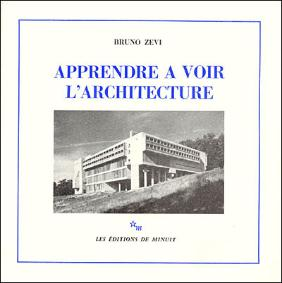 BRUNO ZEVI
APPRENDRE A VOIR
L'ARCHITECTURE
m
LES ÉDITIONS DE MINUIT